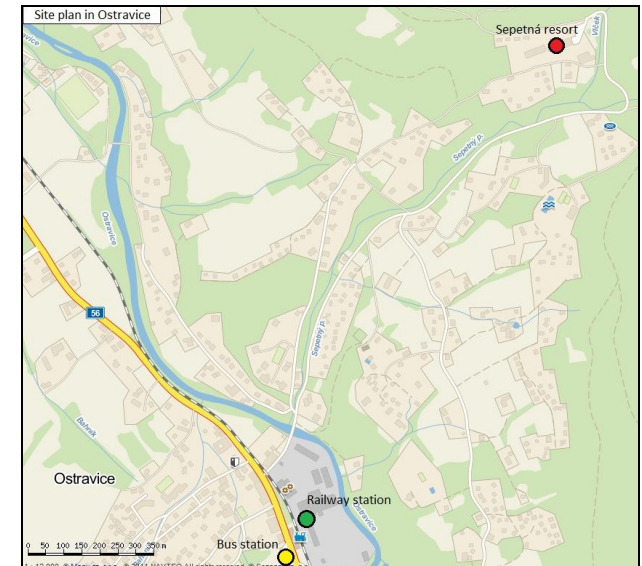 Site plan in Ostravice
Sepetná resort
Vlček
Sepetný p.
Ostravice
56
Sepetný p.
Bahník
Ostravice
Railway station
Ostravice
Bus station
0 50 100 150 200 250 300 350 m